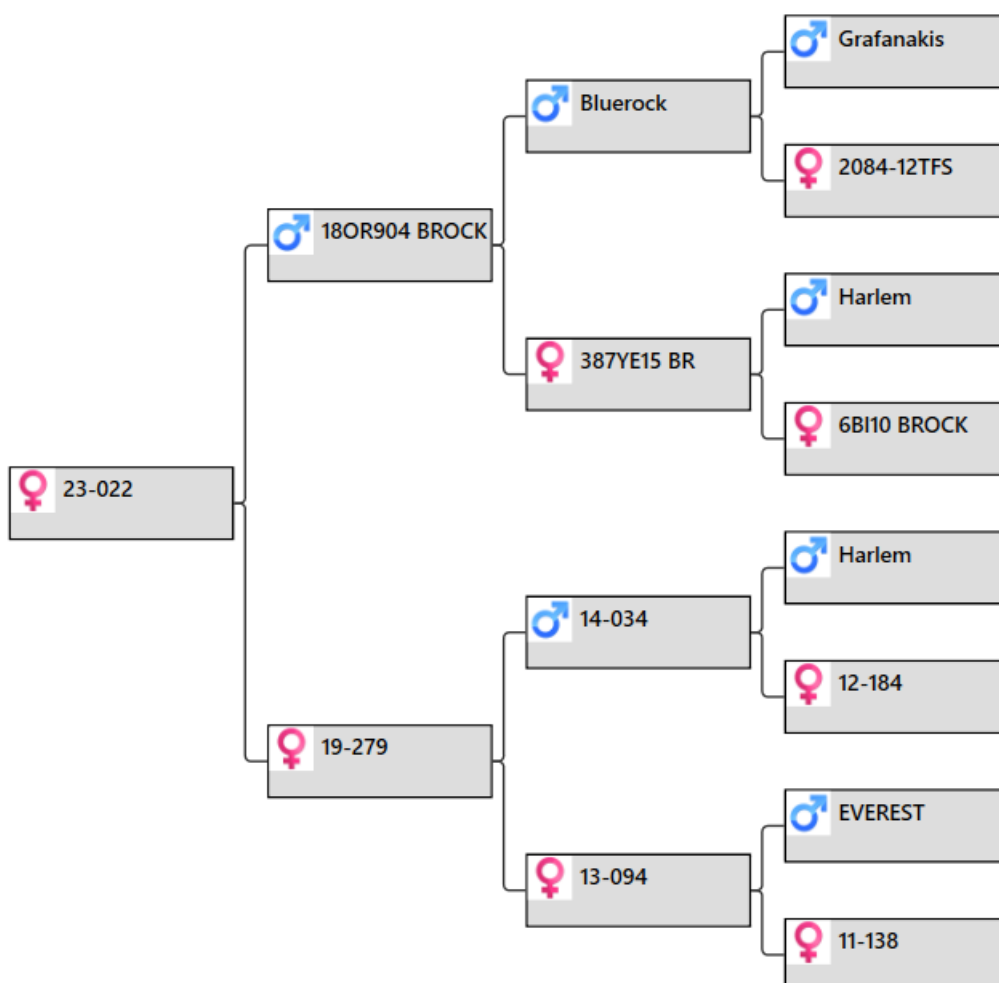 Grafanakis
Bluerock
2084-12TFS
18OR904 BROCK
Harlem
387YE15 BR
6BI10 BROCK
23-022
Harlem
14-034
12-184
19-279
EVEREST
13-094
11-138